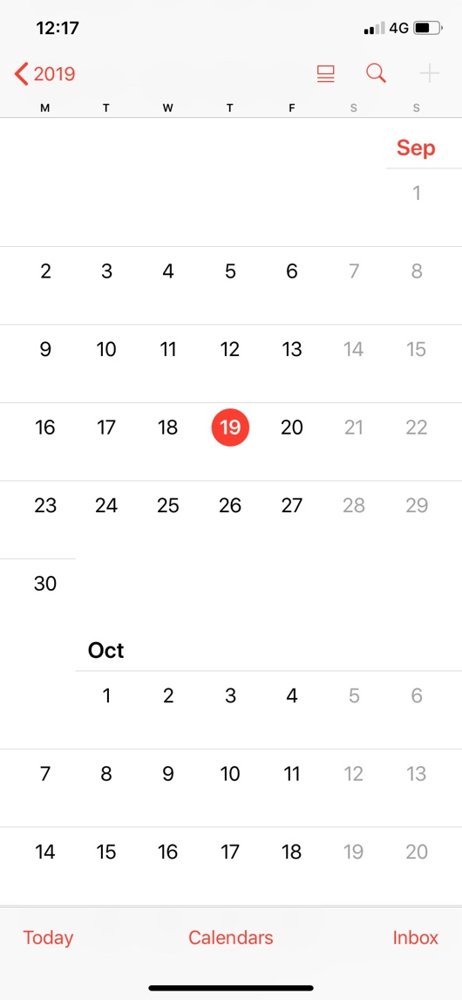 12:17 4G
2019
M T W T F S S
Sep
1
2 3 4 5 6 7 8
9 10 11 12 13 14 15
16 17 18 19 20 21 22
23 24 25 26 27 28 29
30
Oct
1 2 3 4 5 6
7 8 9 10 11 12 13
14 15 16 17 18 19 20
Today Calendars Inbox